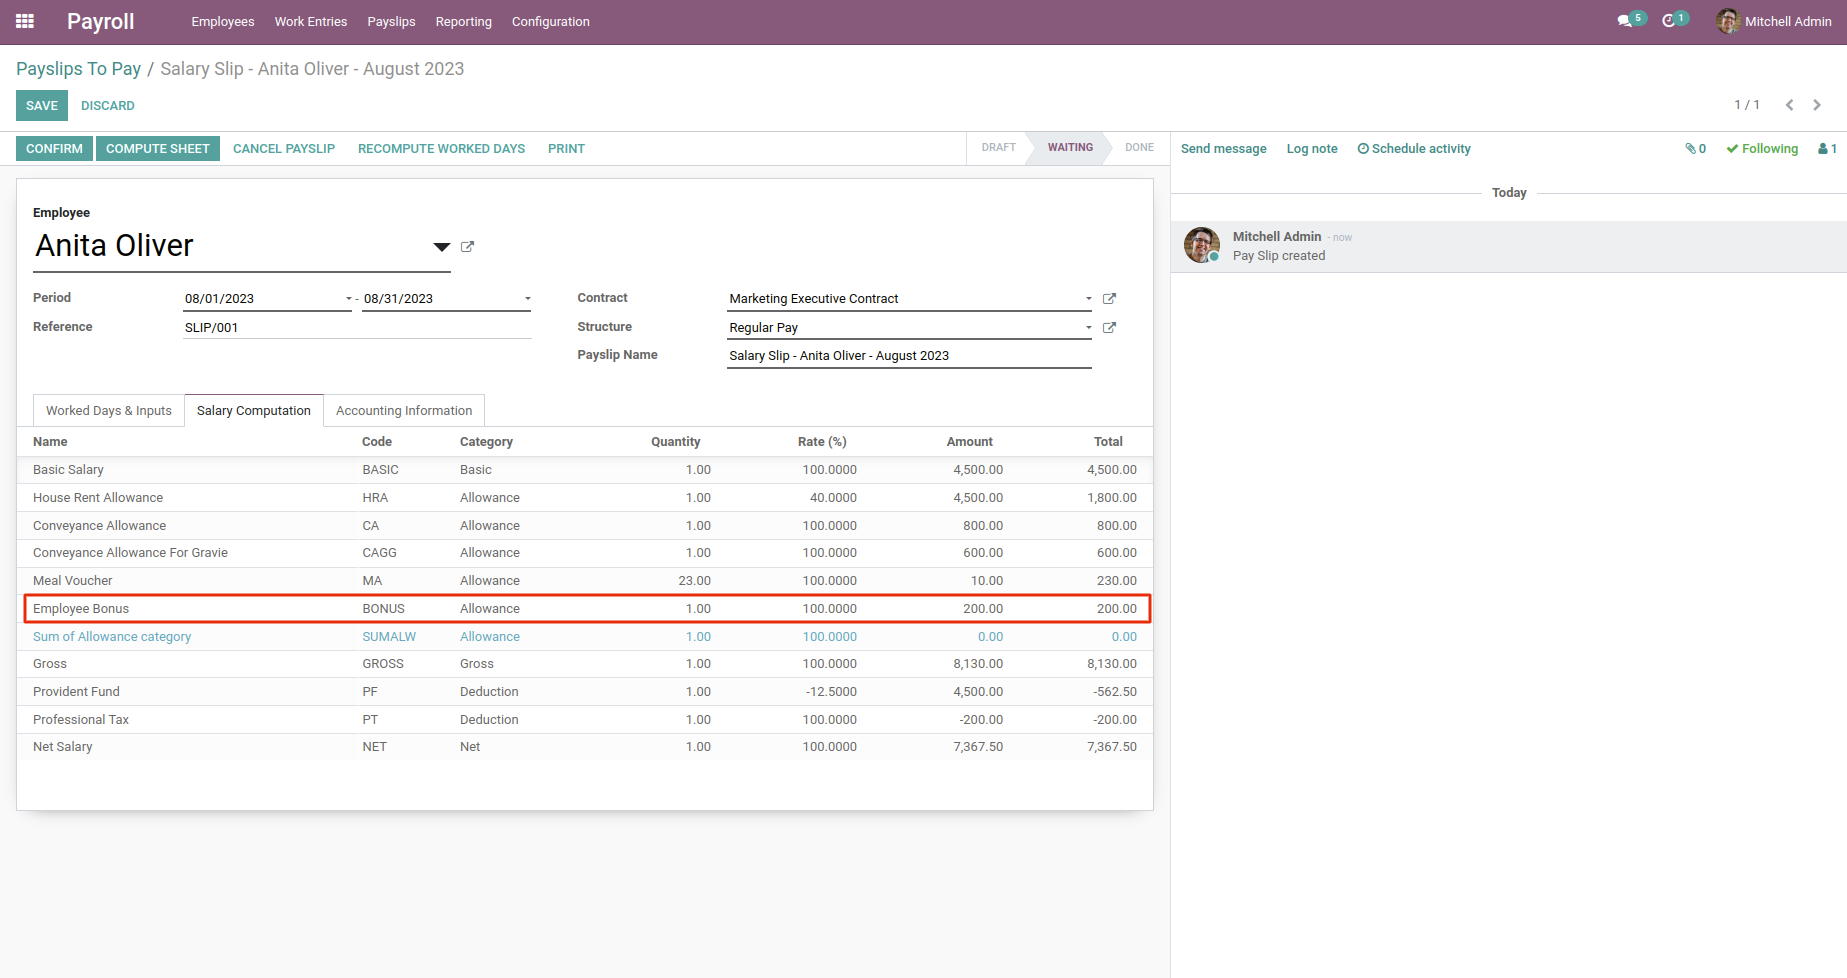 Payroll Employees Work Entries Payslips Reporting Configuration 5 1 Mitchell Admin
Payslips To Pay / Salary Slip - Anita Oliver - August 2023
SAVE DISCARD 1 / 1
CONFIRM COMPUTE SHEET CANCEL PAYSLIP RECOMPUTE WORKED DAYS PRINT DRAFT WAITING DONE
Send message Log note Schedule activity 0 Following 1
Today
Mitchell Admin - now
Pay Slip created
Employee
Anita Oliver
Period 08/01/2023 - 08/31/2023 Contract Marketing Executive Contract
Reference SLIP/001 Structure Regular Pay
Payslip Name Salary Slip - Anita Oliver - August 2023
Worked Days & Inputs Salary Computation Accounting Information
Name Code Category Quantity Rate (%) Amount Total
Basic Salary BASIC Basic 1.00 100.0000 4,500.00 4,500.00
House Rent Allowance HRA Allowance 1.00 40.0000 4,500.00 1,800.00
Conveyance Allowance CA Allowance 1.00 100.0000 800.00 800.00
Conveyance Allowance For Gravie CAGG Allowance 1.00 100.0000 600.00 600.00
Meal Voucher MA Allowance 23.00 100.0000 10.00 230.00
Employee Bonus BONUS Allowance 1.00 100.0000 200.00 200.00
Sum of Allowance category SUMALW Allowance 1.00 100.0000 0.00 0.00
Gross GROSS Gross 1.00 100.0000 8,130.00 8,130.00
Provident Fund PF Deduction 1.00 -12.5000 4,500.00 -562.50
Professional Tax PT Deduction 1.00 100.0000 -200.00 -200.00
Net Salary NET Net 1.00 100.0000 7,367.50 7,367.50